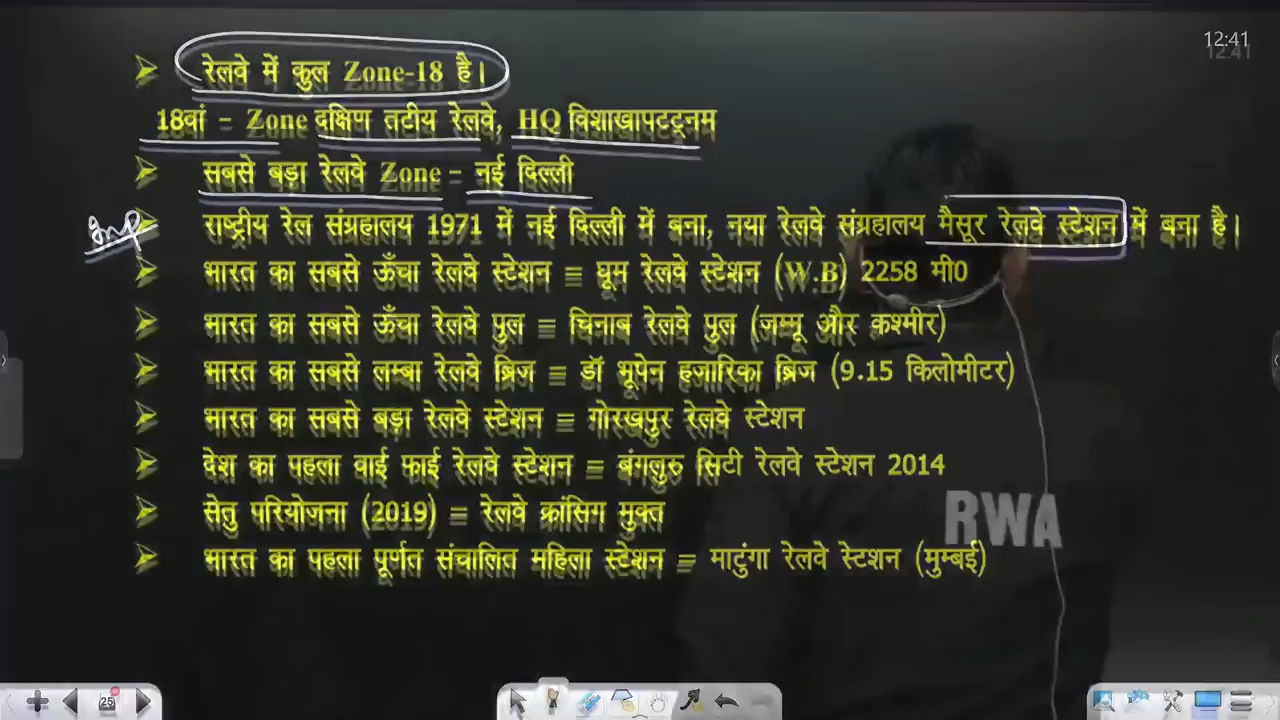 12:41
रेलवे में कुल Zone-18 है।
18वां - Zone दक्षिण तटीय रेलवे, HQ विशाखापटट्नम
सबसे बड़ा रेलवे Zone - नई दिल्ली
Imp
राष्ट्रीय रेल संग्रहालय 1971 में नई दिल्ली में बना, नया रेलवे संग्रहालय मैसूर रेलवे स्टेशन में बना है।
भारत का सबसे ऊँचा रेलवे स्टेशन = घूम रेलवे स्टेशन (W.B) 2258 मी0
भारत का सबसे ऊँचा रेलवे पुल = चिनाब रेलवे पुल (जम्मू और कश्मीर)
भारत का सबसे लम्बा रेलवे ब्रिज = डॉ भूपेन हजारिका ब्रिज (9.15 किलोमीटर)
भारत का सबसे बड़ा रेलवे स्टेशन = गोरखपुर रेलवे स्टेशन
देश का पहला वाई फाई रेलवे स्टेशन = बंगलुरु सिटी रेलवे स्टेशन 2014
सेतु परियोजना (2019) = रेलवे क्रांसिग मुक्त
भारत का पहला पूर्णत संचालित महिला स्टेशन = माटुंगा रेलवे स्टेशन (मुम्बई)
RWA
25